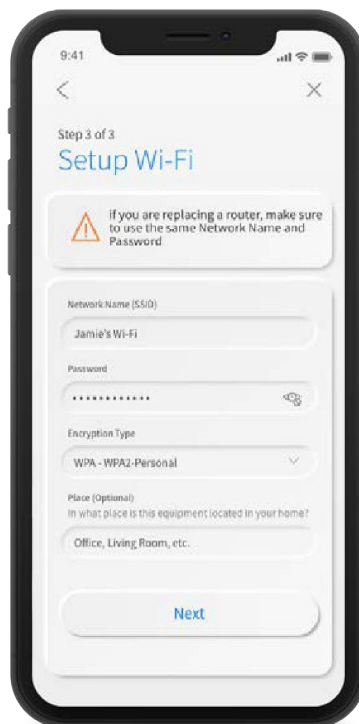 9:41
Step 3 of 3
Setup Wi-Fi
if you are replacing a router, make sure
to use the same Network Name and
Password
Network Name (SSID)
Jamie's Wi-Fi
Password
••••••••••••
Encryption Type
WPA - WPA2-Personal
Place (Optional)
In what place is this equipment located in your home?
Office, Living Room, etc.
Next